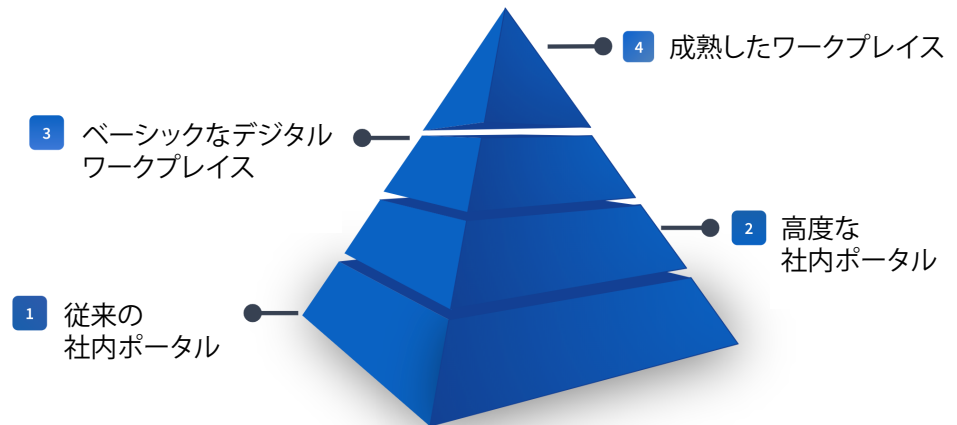 4 成熟したワークプレイス
3 ベーシックなデジタル
ワークプレイス
2 高度な
社内ポータル
1 従来の
社内ポータル